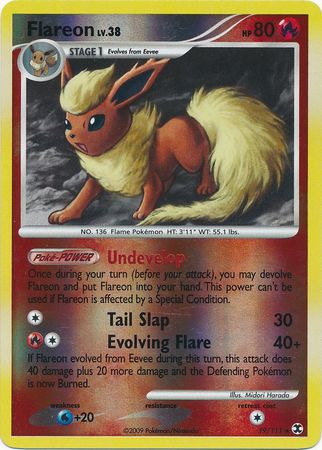 Flareon LV.38 HP 80
STAGE 1 Evolves from Eevee
NO. 136 Flame Pokémon HT: 3'11" WT: 55.1 lbs.
Poké-POWER Undevelop
Once during your turn (before your attack), you may devolve
Flareon and put Flareon into your hand. This power can't be
used if Flareon is affected by a Special Condition.
Tail Slap 30
Evolving Flare 40+
If Flareon evolved from Eevee during this turn, this attack does
40 damage plus 20 more damage and the Defending Pokémon
is now Burned.
Illus. Midori Harada
weakness resistance retreat cost
+20
©2009 Pokémon/Nintendo 19/111